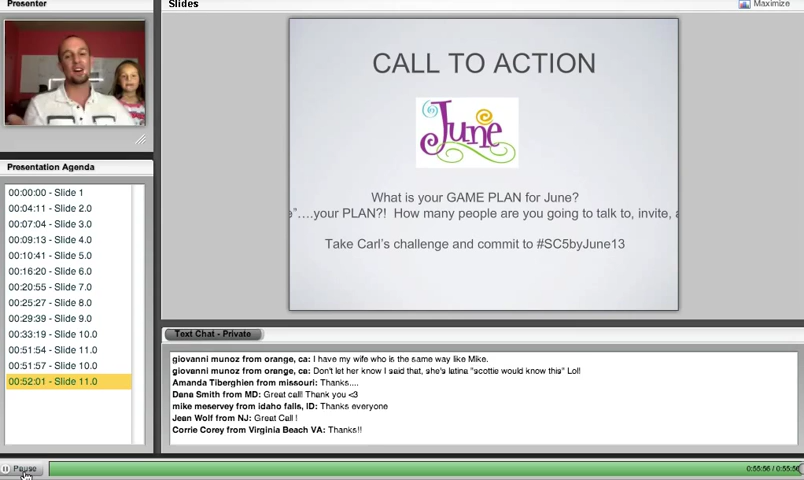 Presenter
Slides
Maximize
CALL TO ACTION
June
What is your GAME PLAN for June?
e"....your PLAN?! How many people are you going to talk to, invite, a
Take Carl's challenge and commit to #SC5byJune13
Presentation Agenda
00:00:00 - Slide 1
00:04:11 - Slide 2.0
00:07:04 - Slide 3.0
00:09:13 - Slide 4.0
00:10:41 - Slide 5.0
00:16:20 - Slide 6.0
00:20:55 - Slide 7.0
00:25:27 - Slide 8.0
00:29:39 - Slide 9.0
00:33:19 - Slide 10.0
00:51:54 - Slide 11.0
00:51:57 - Slide 10.0
00:52:01 - Slide 11.0
Text Chat - Private
giovanni munoz from orange, ca: I have my wife who is the same way like Mike.
giovanni munoz from orange, ca: Don't let her know I said that, she's latina "scottie would know this" Lol!
Amanda Tiberghien from missouri: Thanks....
Dana Smith from MD: Great call! Thank you <3
mike meservey from idaho falls, ID: Thanks everyone
Jean Wolf from NJ: Great Call !
Corrie Corey from Virginia Beach VA: Thanks!!
Pause
0:55:56 / 0:55:56